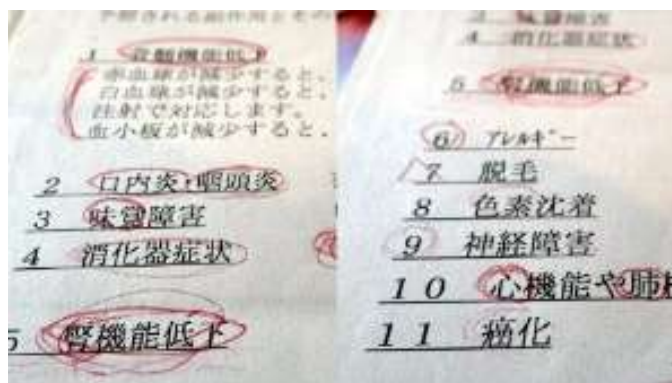 予想される副作用とその
1 骨髄機能低下
赤血球が減少すると、
白血球が減少すると、
注射で対応します。
血小板が減少すると、
2 口内炎・咽頭炎
3 味覚障害
4 消化器症状
5 腎機能低下
3 味覚障害
4 消化器症状
5 腎機能低下
6 アレルギー
7 脱毛
8 色素沈着
9 神経障害
10 心機能や肺機
11 癌化